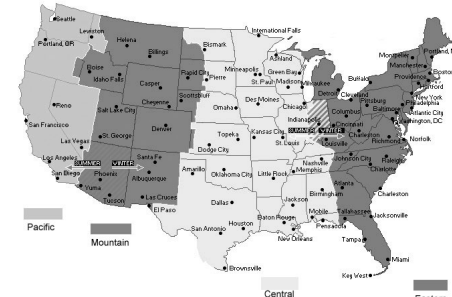 Seattle
International Falls
Portland, OR
Lewiston
Helena
Bismark
Billings
Ashland
Minneapolis
St. Paul
Green Bay
Montpelier
Portland, M
Boise
Idaho Falls
Rapid City
Pierre
Madison
Milwaukee
Detroit
Buffalo
Manchester
Boston
Providence
Hartford
Casper
Scottsbluff
Des Moines
Chicago
Cleveland
New York
Reno
Salt Lake City
Cheyenne
Omaha
Indianapolis
Columbus
Pittsburg
Philadelphia
Baltimore
Atlantic City
Washington, DC
San Francisco
Denver
Topeka
Kansas City
SUMMER
WINTER
Cincinnati
Charleston
Richmond
Norfolk
St. George
St. Louis
Louisville
Las Vegas
Dodge City
Nashville
Johnson City
Raleigh
Los Angeles
SUMMER
WINTER
Santa Fe
Amarillo
Oklahoma City
Little Rock
Memphis
Charlotte
San Diego
Phoenix
Albuquerque
Birmingham
Atlanta
Charleston
Yuma
Tucson
Las Cruces
El Paso
Dallas
Jackson
Pacific
Mountain
San Antonio
Houston
Baton Rouge
Mobile
Tallahassee
Jacksonville
New Orleans
Pensacola
Tampa
Brownsville
Miami
Key West
Central
Eastern